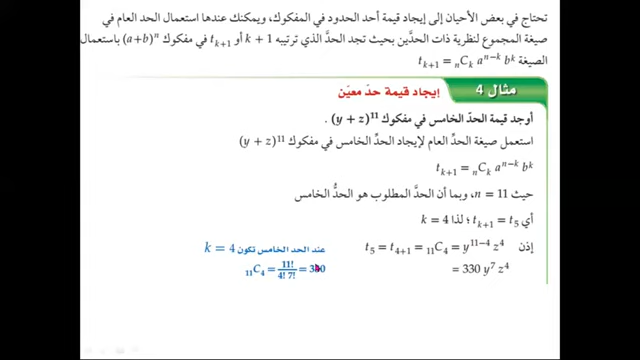 تحتاج في بعض الأحيان إلى إيجاد قيمة أحد الحدود في المفكوك، ويمكنك عندها استعمال الحد العام في
صيغة المجموع لنظرية ذات الحدَّين بحيث تجد الحدَّ الذي ترتيبه k + 1 أو t_{k+1} في مفكوك (a+b)^n باستعمال
الصيغة t_{k+1} = _nC_k a^{n−k} b^k
مثال 4 إيجاد قيمة حدّ معيّن
أوجد قيمة الحدّ الخامس في مفكوك (y + z)^{11} .
استعمل صيغة الحدِّ العام لإيجاد الحدِّ الخامس في مفكوك (y + z)^{11}
t_{k+1} = _nC_k a^{n−k} b^k
حيث n = 11، وبما أن الحدَّ المطلوب هو الحدُّ الخامس
أي t_{k+1} = t_5 ؛ لذا k = 4
إذن t_5 = t_{4+1} = _{11}C_4 = y^{11−4} z^4
= 330 y^7 z^4
عند الحد الخامس تكون k = 4
_{11}C_4 = 11!/4! 7! = 330